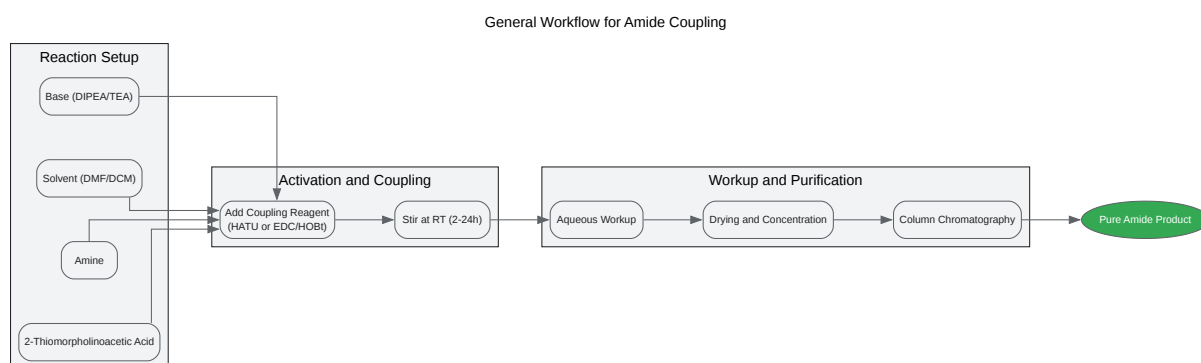 General Workflow for Amide Coupling
Reaction Setup
Base (DIPEA/TEA)
Solvent (DMF/DCM)
Amine
2-Thiomorpholinoacetic Acid
Activation and Coupling
Add Coupling Reagent
(HATU or EDC/HOBt)
Stir at RT (2-24h)
Workup and Purification
Aqueous Workup
Drying and Concentration
Column Chromatography
Pure Amide Product